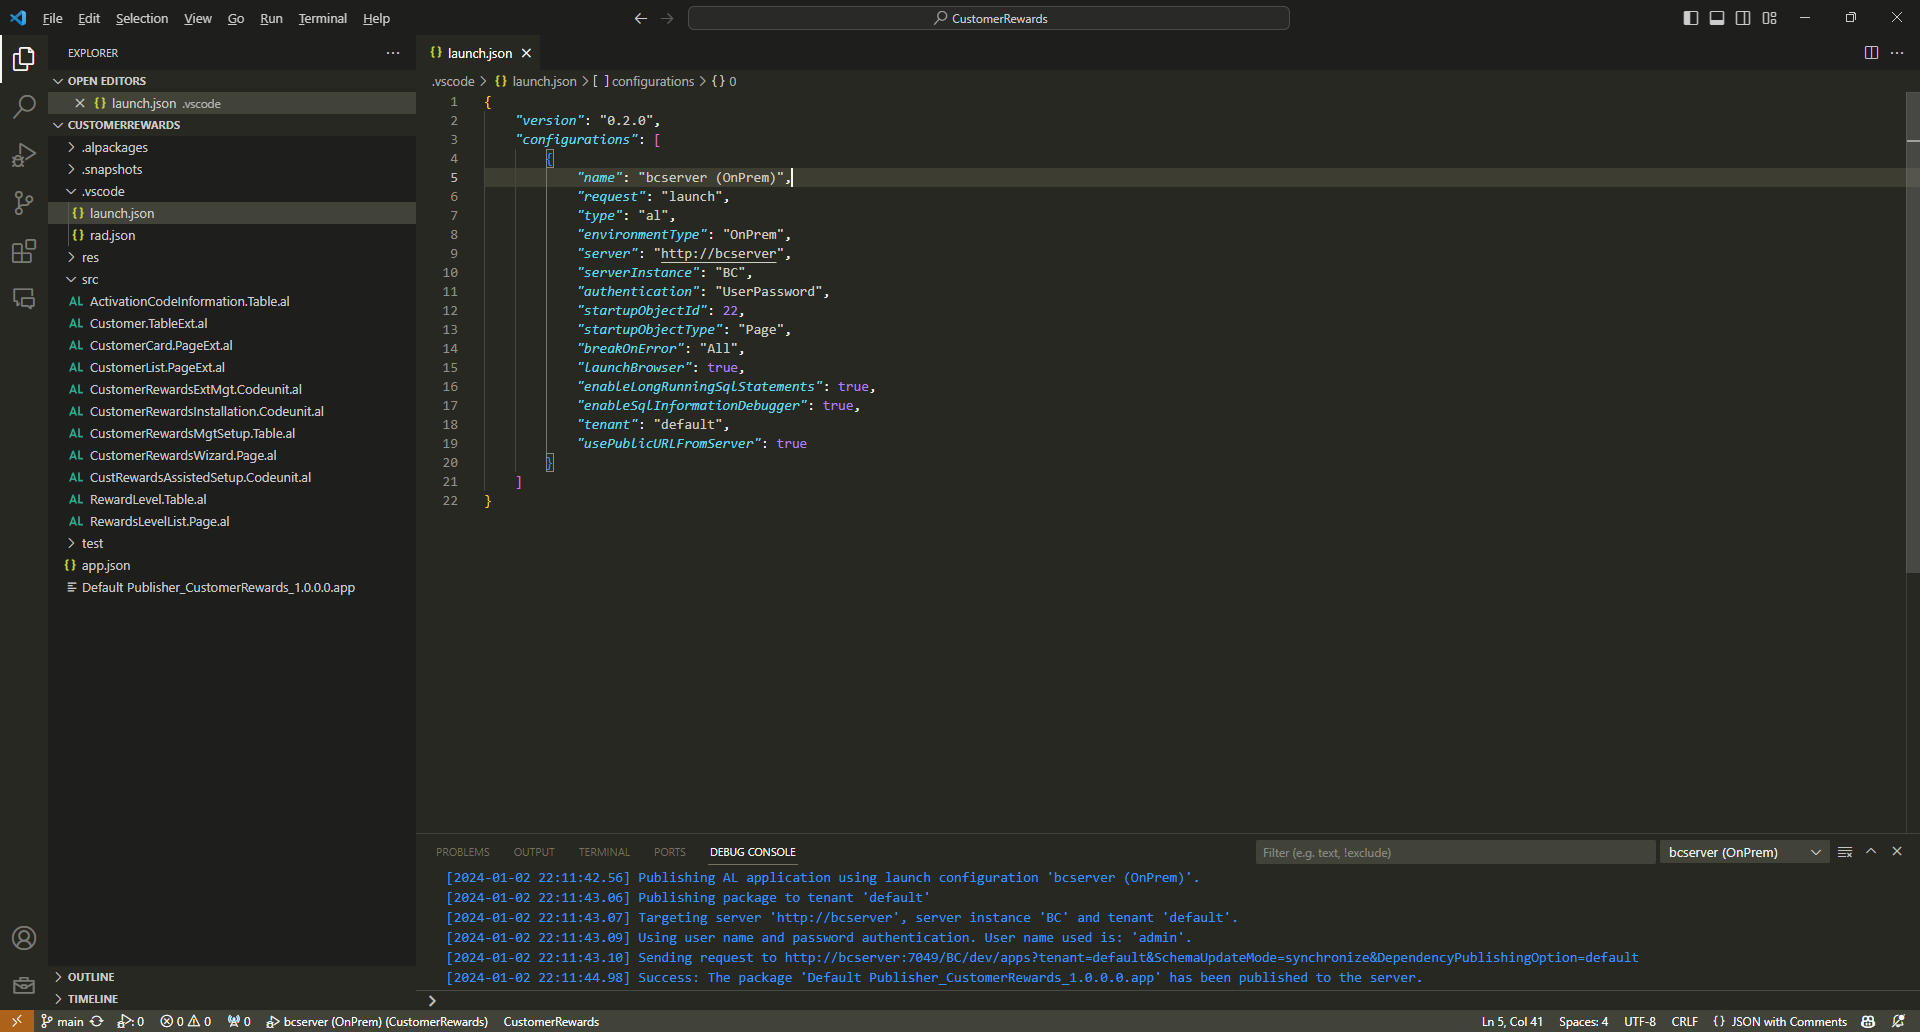 File Edit Selection View Go Run Terminal Help
CustomerRewards
EXPLORER
OPEN EDITORS
launch.json .vscode
CUSTOMERREWARDS
.alpackages
.snapshots
.vscode
launch.json
rad.json
res
src
AL ActivationCodeInformation.Table.al
AL Customer.TableExt.al
AL CustomerCard.PageExt.al
AL CustomerList.PageExt.al
AL CustomerRewardsExtMgt.Codeunit.al
AL CustomerRewardsInstallation.Codeunit.al
AL CustomerRewardsMgtSetup.Table.al
AL CustomerRewardsWizard.Page.al
AL CustRewardsAssistedSetup.Codeunit.al
AL RewardLevel.Table.al
AL RewardsLevelList.Page.al
test
app.json
Default Publisher_CustomerRewards_1.0.0.0.app
OUTLINE
TIMELINE
{} launch.json
.vscode > {} launch.json > [ ] configurations > {} 0
1 {
2 "version": "0.2.0",
3 "configurations": [
4 {
5 "name": "bcserver (OnPrem)",
6 "request": "launch",
7 "type": "al",
8 "environmentType": "OnPrem",
9 "server": "http://bcserver",
10 "serverInstance": "BC",
11 "authentication": "UserPassword",
12 "startupObjectId": 22,
13 "startupObjectType": "Page",
14 "breakOnError": "All",
15 "launchBrowser": true,
16 "enableLongRunningSqlStatements": true,
17 "enableSqlInformationDebugger": true,
18 "tenant": "default",
19 "usePublicURLFromServer": true
20 }
21 ]
22 }
PROBLEMS OUTPUT TERMINAL PORTS DEBUG CONSOLE
Filter (e.g. text, !exclude)
bcserver (OnPrem)
[2024-01-02 22:11:42.56] Publishing AL application using launch configuration 'bcserver (OnPrem)'.
[2024-01-02 22:11:43.06] Publishing package to tenant 'default'
[2024-01-02 22:11:43.07] Targeting server 'http://bcserver', server instance 'BC' and tenant 'default'.
[2024-01-02 22:11:43.09] Using user name and password authentication. User name used is: 'admin'.
[2024-01-02 22:11:43.10] Sending request to http://bcserver:7049/BC/dev/apps?tenant=default&SchemaUpdateMode=synchronize&DependencyPublishingOption=default
[2024-01-02 22:11:44.98] Success: The package 'Default Publisher_CustomerRewards_1.0.0.0.app' has been published to the server.
main : 0 0 0 0 bcserver (OnPrem) (CustomerRewards) CustomerRewards
Ln 5, Col 41 Spaces: 4 UTF-8 CRLF {} JSON with Comments